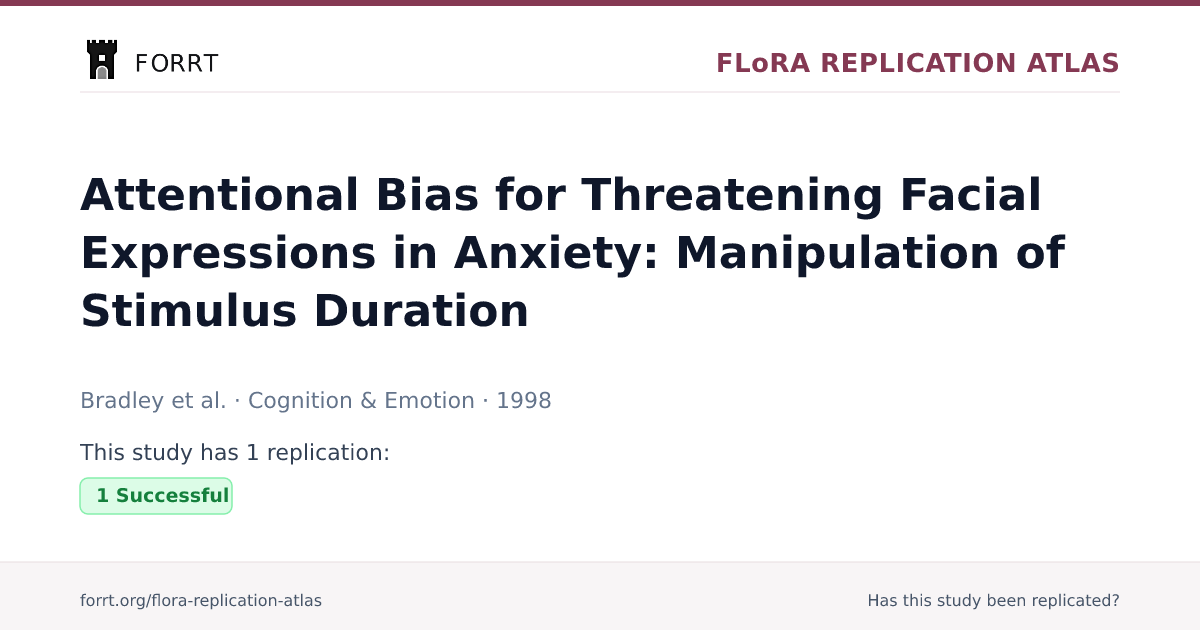 FORRT
FLoRA REPLICATION ATLAS
Attentional Bias for Threatening Facial
Expressions in Anxiety: Manipulation of
Stimulus Duration
Bradley et al. · Cognition & Emotion · 1998
This study has 1 replication:
1 Successful
forrt.org/flora-replication-atlas
Has this study been replicated?